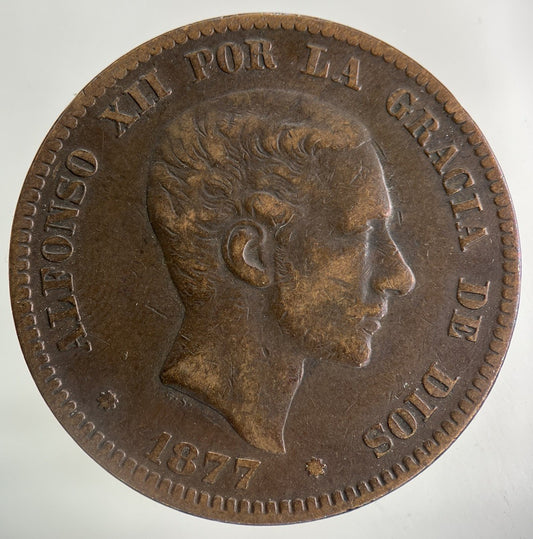 ALFONSO XII POR LA GRACIA DE DIOS
* 1877 *